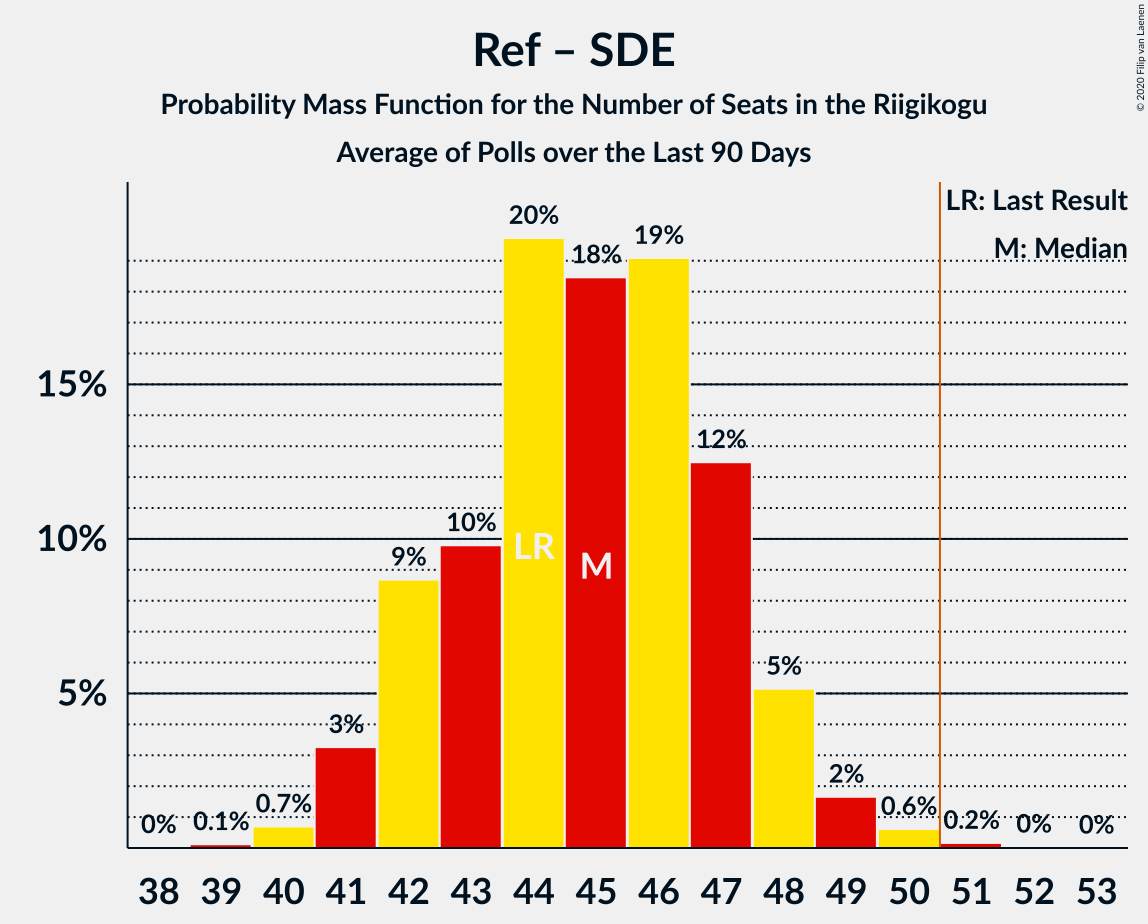 Ref – SDE
Probability Mass Function for the Number of Seats in the Riigikogu
Average of Polls over the Last 90 Days
© 2020 Filip van Laenen
LR: Last Result
M: Median
20%
19%
18%
15%
12%
10%
10%
LR
M
9%
5%
5%
3%
2%
0% 0.1% 0.7% 0.6% 0.2% 0% 0%
38 39 40 41 42 43 44 45 46 47 48 49 50 51 52 53